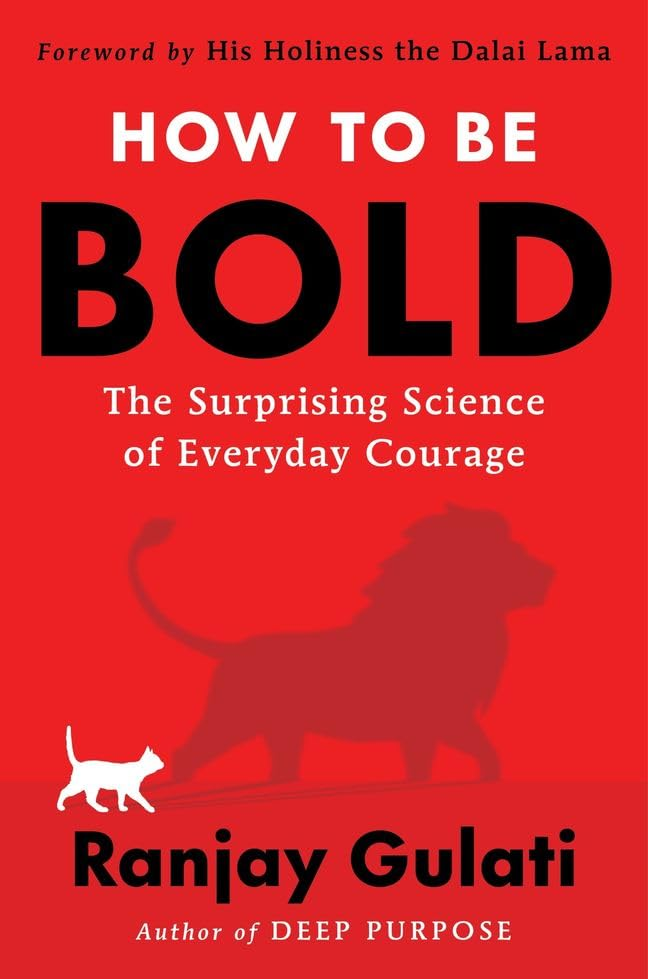 Foreword by His Holiness the Dalai Lama
HOW TO BE
BOLD
The Surprising Science
of Everyday Courage
Ranjay Gulati
Author of DEEP PURPOSE